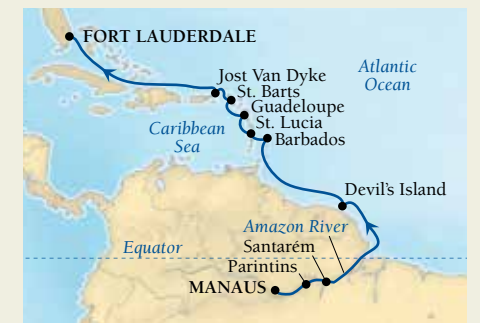 FORT LAUDERDALE
Atlantic
Ocean
Jost Van Dyke
St. Barts
Guadeloupe
St. Lucia
Caribbean
Sea
Barbados
Devil's Island
Amazon River
Equator
Santarém
Parintins
MANAUS